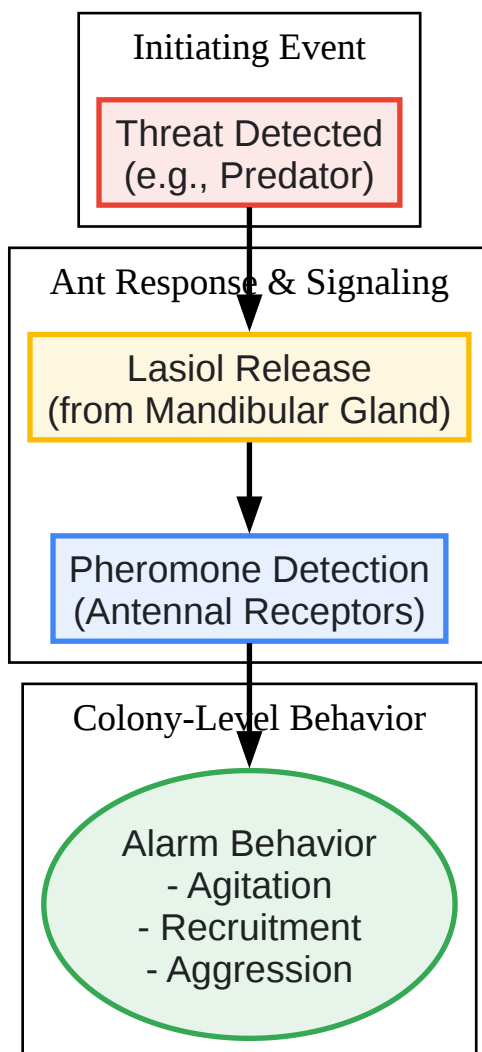 Initiating Event
Threat Detected
(e.g., Predator)
Ant Response & Signaling
Lasiol Release
(from Mandibular Gland)
Pheromone Detection
(Antennal Receptors)
Colony-Level Behavior
Alarm Behavior
- Agitation
- Recruitment
- Aggression